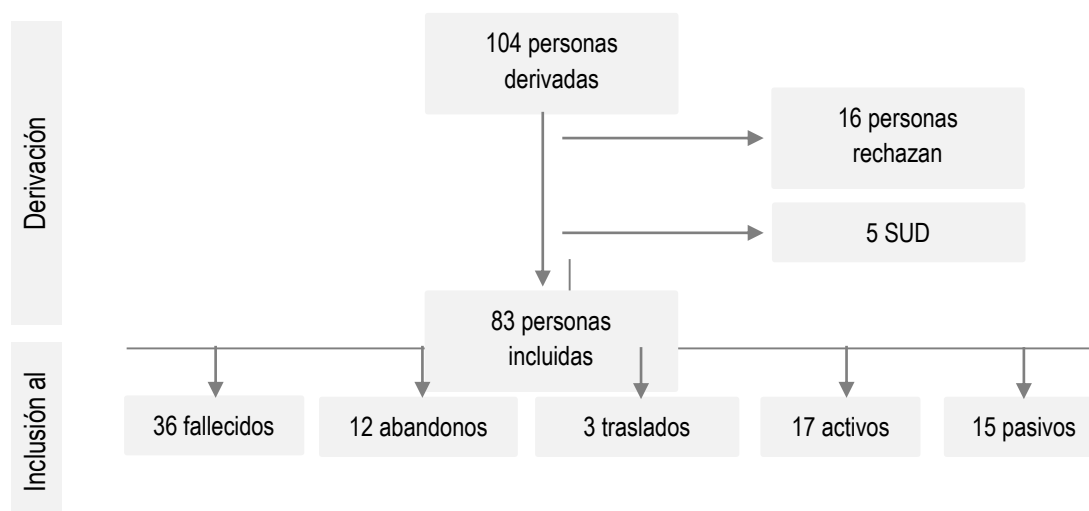 Derivación
104 personas
derivadas
16 personas
rechazan
5 SUD
83 personas
incluidas
Inclusión al
36 fallecidos
12 abandonos
3 traslados
17 activos
15 pasivos